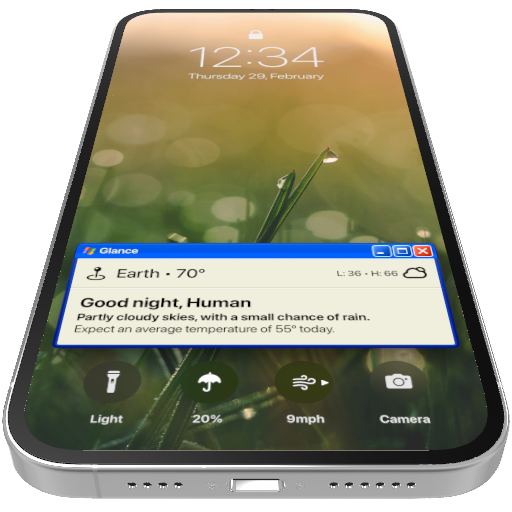 12:34
Thursday 29, February
Glance
Earth • 70°
L: 36 • H: 66
Good night, Human
Partly cloudy skies, with a small chance of rain.
Expect an average temperature of 55° today.
Light
20%
9mph
Camera